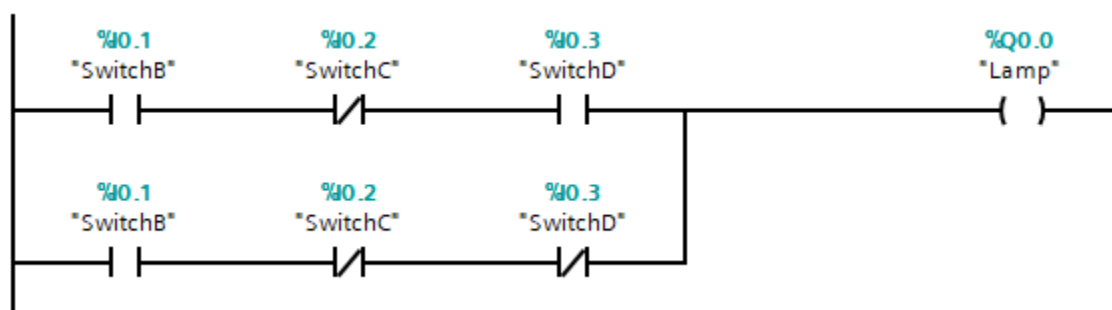 %I0.1 %I0.2 %I0.3 %Q0.0
"SwitchB" "SwitchC" "SwitchD" "Lamp"
%I0.1 %I0.2 %I0.3
"SwitchB" "SwitchC" "SwitchD"